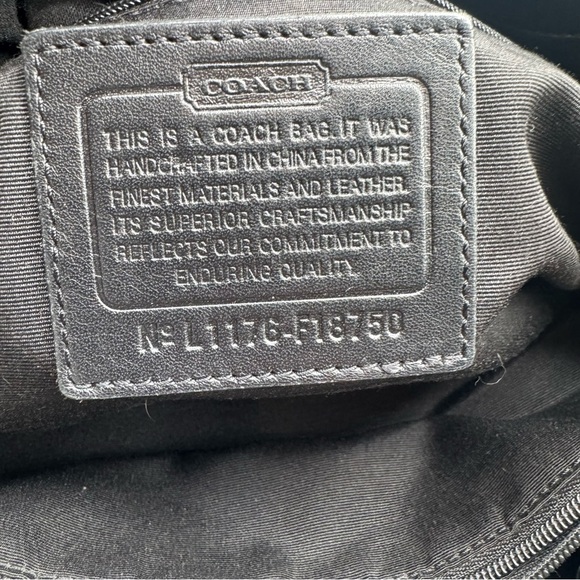 COACH
THIS IS A COACH BAG. IT WAS
HANDCRAFTED IN CHINA FROM THE
FINEST MATERIALS AND LEATHER.
ITS SUPERIOR CRAFTSMANSHIP
REFLECTS OUR COMMITMENT TO
ENDURING QUALITY.
Nº L1176-F18750